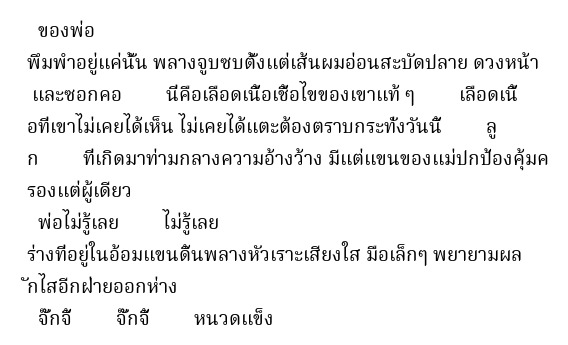 ของพ่อ
พึมพำอยู่แค่นั้น พลางจูบซบตั้งแต่เส้นผมอ่อนสะบัดปลาย ดวงหน้า
และซอกคอ นี่คือเลือดเนื้อเชื้อไขของเขาแท้ ๆ เลือดเนื้
อที่เขาไม่เคยได้เห็น ไม่เคยได้แตะต้องตราบกระทั่งวันนี้ ลู
ก ที่เกิดมาท่ามกลางความอ้างว้าง มีแต่แขนของแม่ปกป้องคุ้มค
รองแต่ผู้เดียว
พ่อไม่รู้เลย ไม่รู้เลย
ร่างที่อยู่ในอ้อมแขนดิ้นพลางหัวเราะเสียงใส มือเล็กๆ พยายามผล
ักไสอีกฝ่ายออกห่าง
จั๊กจี้ จั๊กจี้ หนวดแข็ง